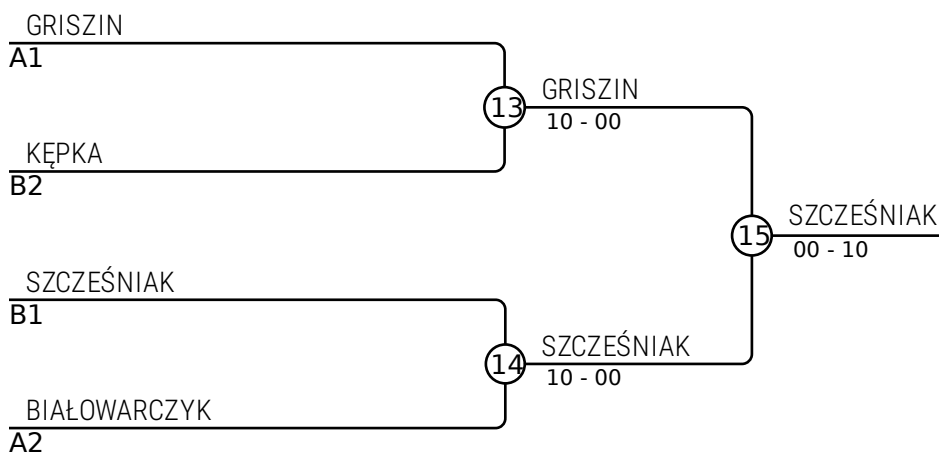 GRISZIN
A1
13
GRISZIN
10 - 00
KĘPKA
B2
15
SZCZEŚNIAK
00 - 10
SZCZEŚNIAK
B1
14
SZCZEŚNIAK
10 - 00
BIAŁOWARCZYK
A2